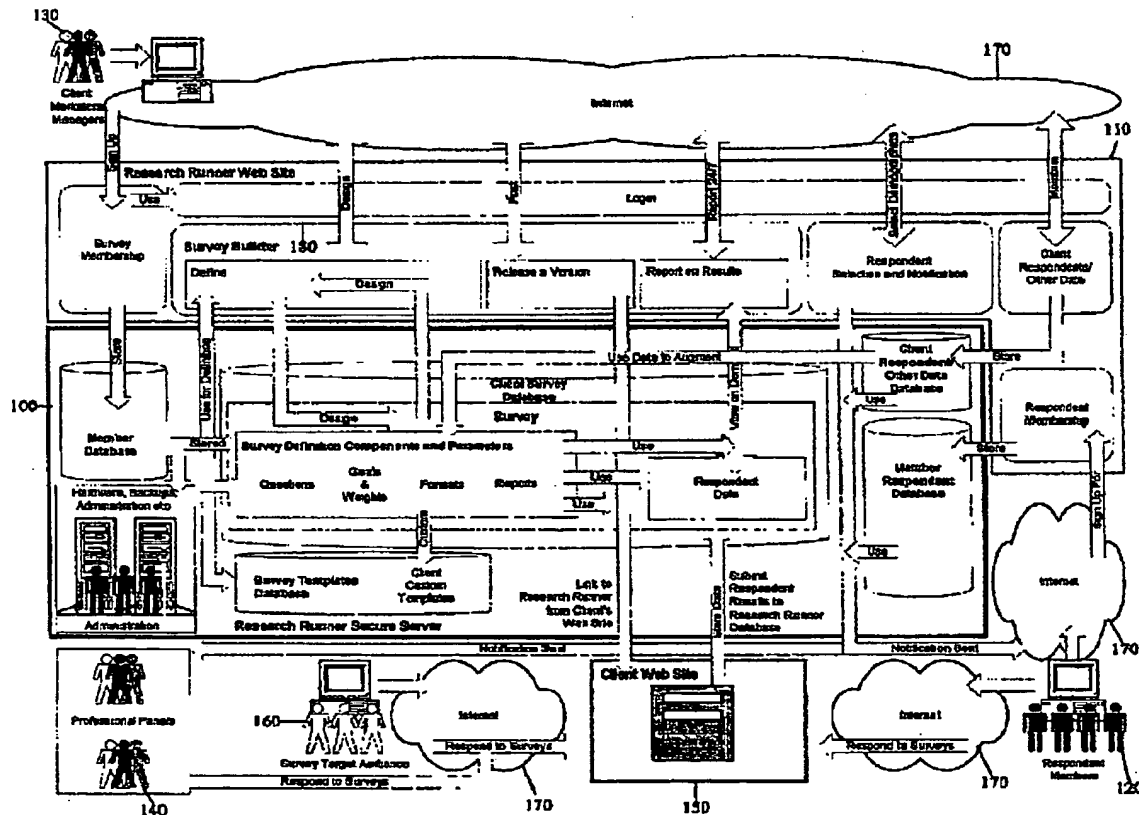 130
Client
Marketing
Managers
Internet
170
110
Sign Up
Research Runner Web Site
Use
Login
Design
Post
Report 24/7
Select Demographics
Survey
Membership
Survey Builder
180
Define
Design
Release a Version
Report on Results
Respondent
Selection and Notification
Client
Respondents/
Other Data
Store
Use for Definition
Use Data to Augment
View on Demand
Client
Respondent/
Other Data
Database
Store
Use
100
Member
Database
Survey
Database
Survey
Design
Stored
Survey Definition Components and Parameters
Questions
Goals
&
Weights
Formats
Reports
Use
Use
Use
Respondent
Data
Respondent
Membership
Store
Member
Respondent
Database
Use
Sign Up For
Hardware, Backups,
Administration etc
Administration
Custom
Survey Templates
Database
Client
Custom
Templates
Link to
Research Runner
from Client's
Web Site
Submit
Respondent
Results to
Research Runner
Database
Research Runner Secure Server
Internet
170
Notification Sent
Notification Sent
Professional Panels
140
160
Survey Target Audience
Respond to Surveys
Internet
Respond to Surveys
170
Client Web Site
150
Internet
Respond to Surveys
170
Respondent
Members
120